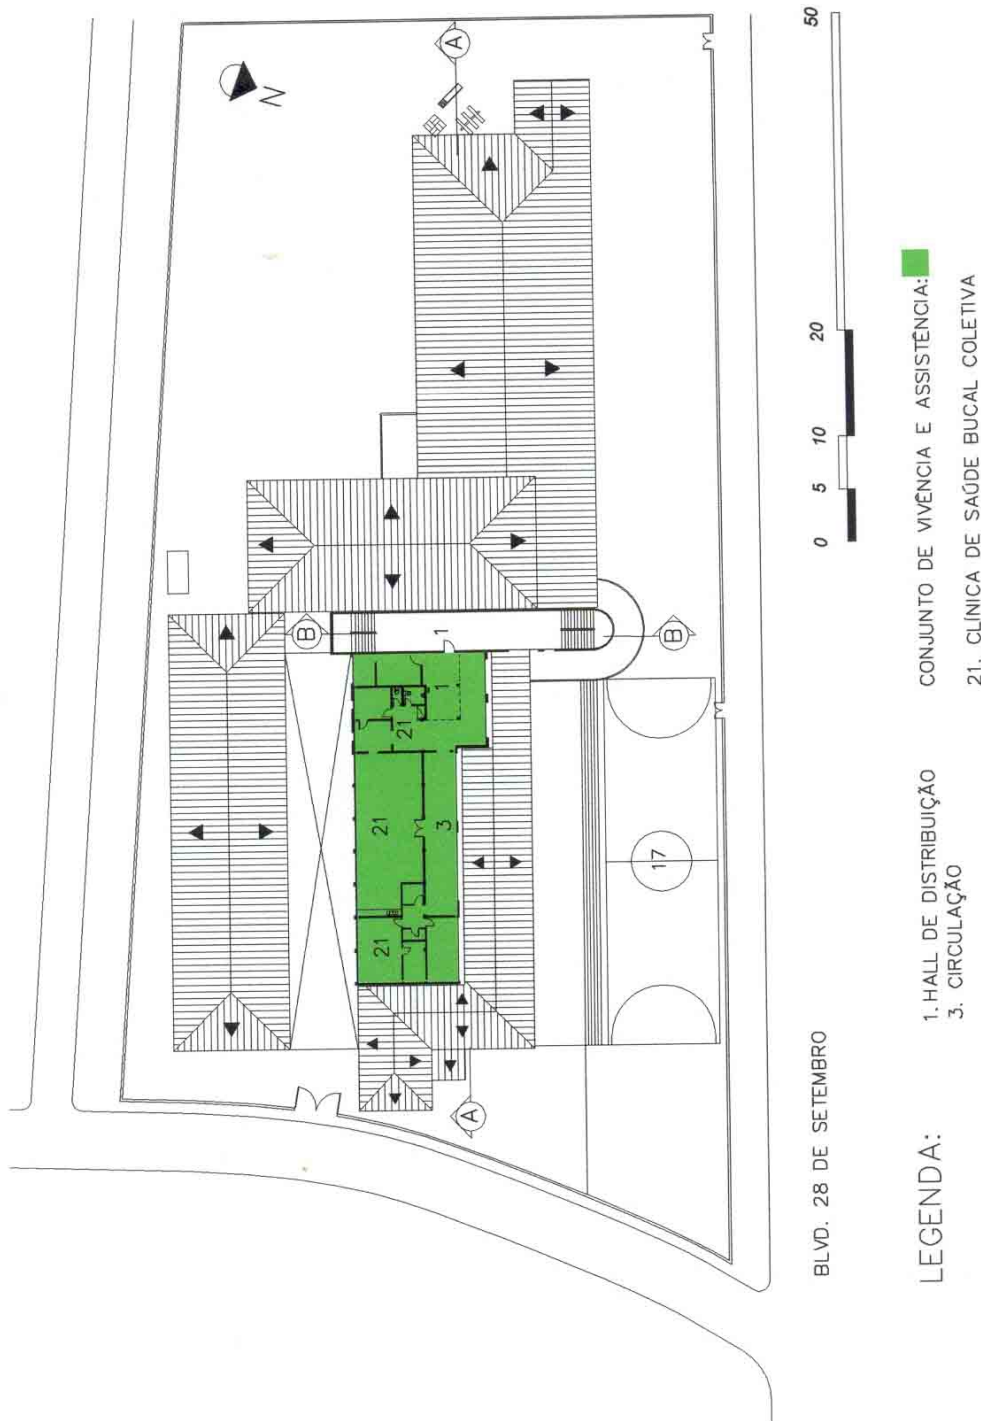 A
N
B
1
B
1
21
21
3
21
17
A
BLVD. 28 DE SETEMBRO
0 5 10 20 50
LEGENDA:
1. HALL DE DISTRIBUIÇÃO
3. CIRCULAÇÃO
CONJUNTO DE VIVÊNCIA E ASSISTÊNCIA:
21. CLÍNICA DE SAÚDE BUCAL COLETIVA